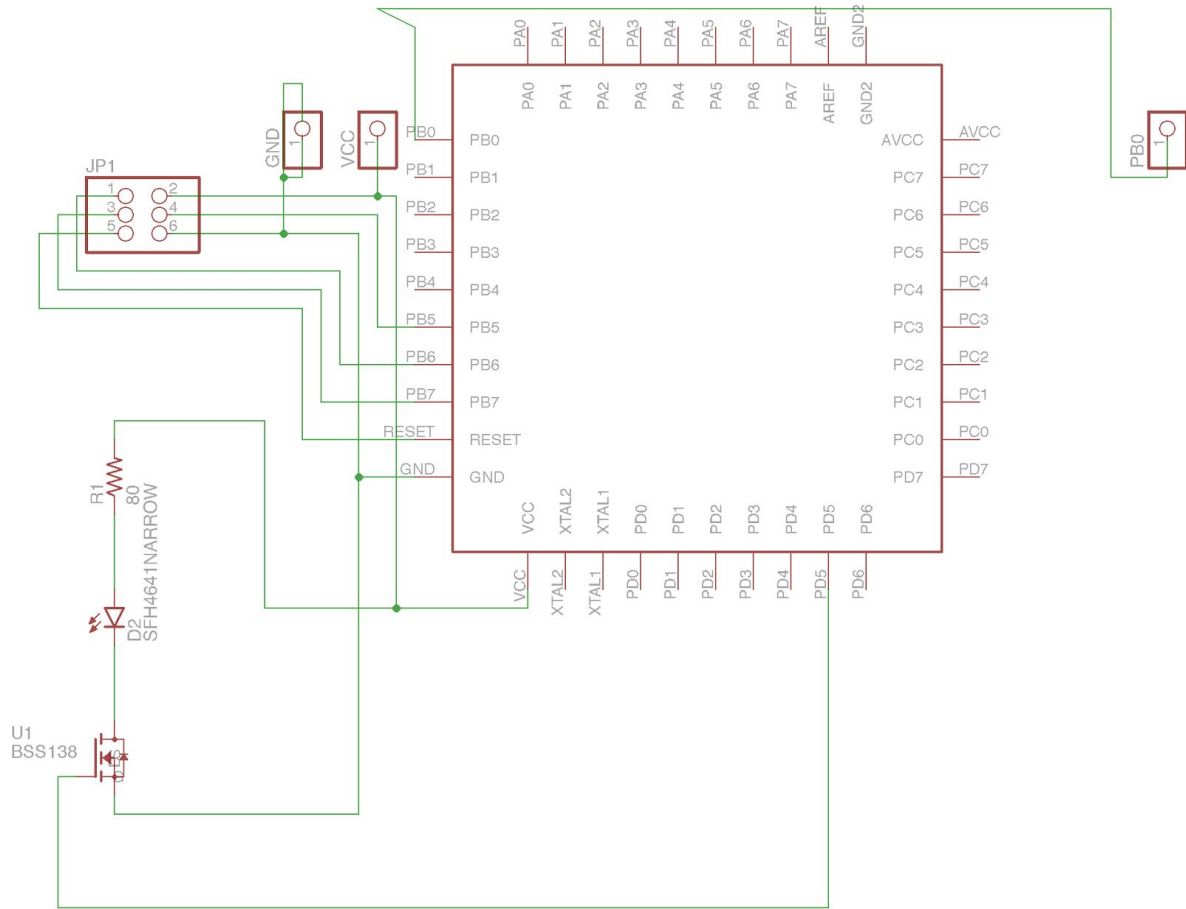 PA0 PA1 PA2 PA3 PA4 PA5 PA6 PA7 AREF GND2
PA0 PA1 PA2 PA3 PA4 PA5 PA6 PA7 AREF GND2
GND
1
VCC
1
PB0
1
JP1
1 2
3 4
5 6
PB0 PB0
PB1 PB1
PB2 PB2
PB3 PB3
PB4 PB4
PB5 PB5
PB6 PB6
PB7 PB7
RESET RESET
GND GND
AVCC AVCC
PC7 PC7
PC6 PC6
PC5 PC5
PC4 PC4
PC3 PC3
PC2 PC2
PC1 PC1
PC0 PC0
PD7 PD7
VCC XTAL2 XTAL1 PD0 PD1 PD2 PD3 PD4 PD5 PD6
VCC XTAL2 XTAL1 PD0 PD1 PD2 PD3 PD4 PD5 PD6
R1
80
D2
SFH4641NARROW
U1
BSS138